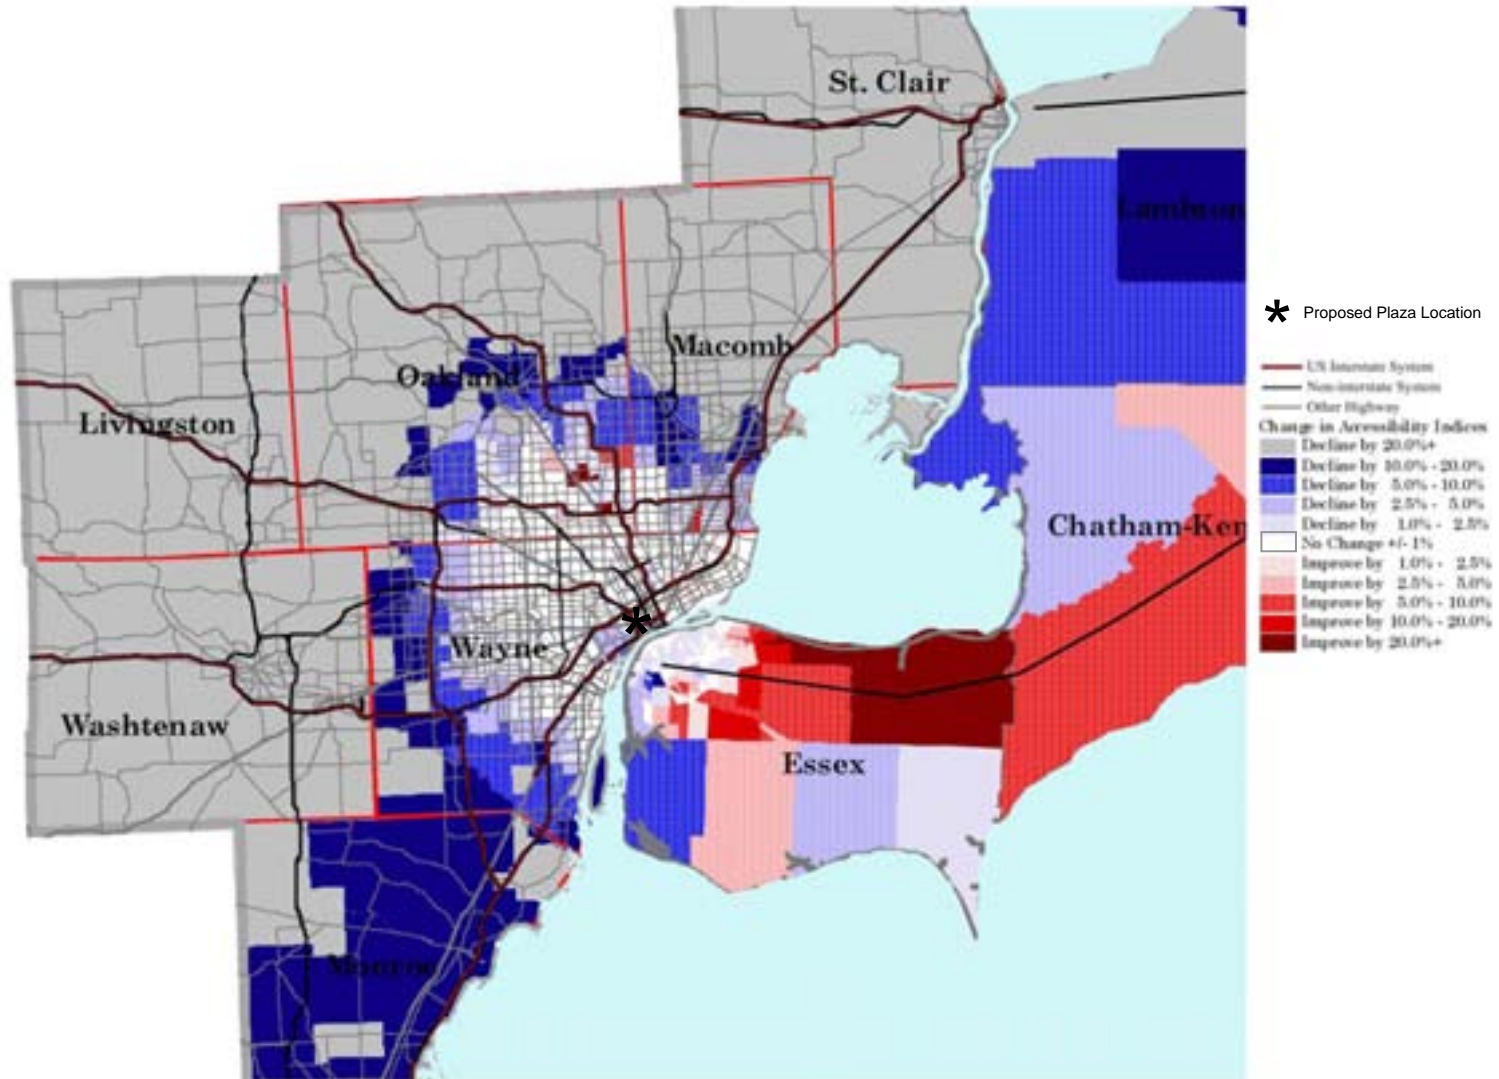 St. Clair
Lambton
Macomb
Oakland
Livingston
Chatham-Ken
Wayne
Washtenaw
Essex
Monroe
* Proposed Plaza Location
US Interstate System
Non-interstate System
Other Highway
Change in Accessibility Indices
Decline by 20.0%+
Decline by 10.0% - 20.0%
Decline by 5.0% - 10.0%
Decline by 2.5% - 5.0%
Decline by 1.0% - 2.5%
No Change +/- 1%
Improve by 1.0% - 2.5%
Improve by 2.5% - 5.0%
Improve by 5.0% - 10.0%
Improve by 10.0% - 20.0%
Improve by 20.0%+